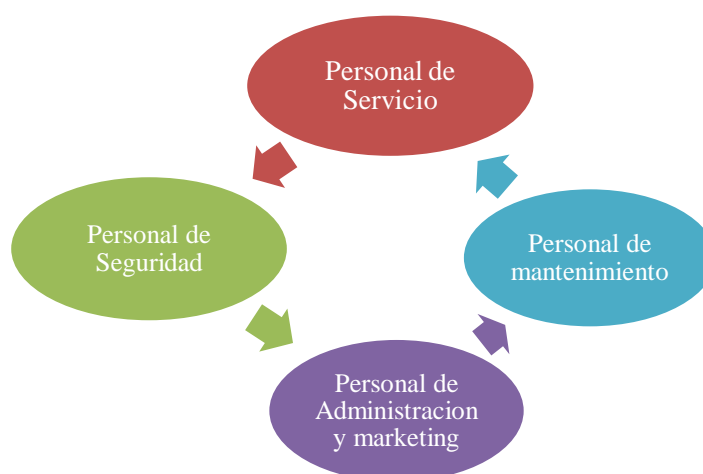 Personal de
Servicio
Personal de
Seguridad
Personal de
mantenimiento
Personal de
Administracion
y marketing